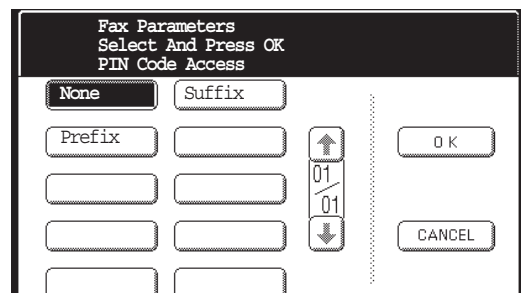 Fax Parameters
Select And Press OK
PIN Code Access
None
Suffix
Prefix
OK
01
01
CANCEL